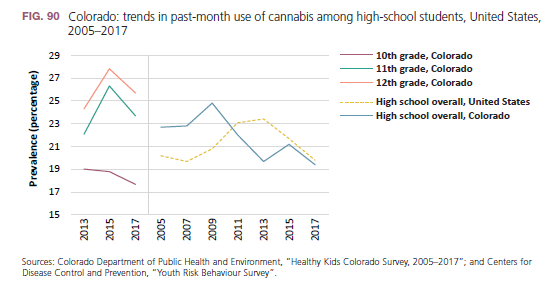 FIG. 90 Colorado: trends in past-month use of cannabis among high-school students, United States,
2005–2017
Prevalence (percentage)
29
27
25
23
21
19
17
15
2013
2015
2017
2005
2007
2009
2011
2013
2015
2017
10th grade, Colorado
11th grade, Colorado
12th grade, Colorado
High school overall, United States
High school overall, Colorado
Sources: Colorado Department of Public Health and Environment, “Healthy Kids Colorado Survey, 2005–2017”; and Centers for
Disease Control and Prevention, “Youth Risk Behaviour Survey”.